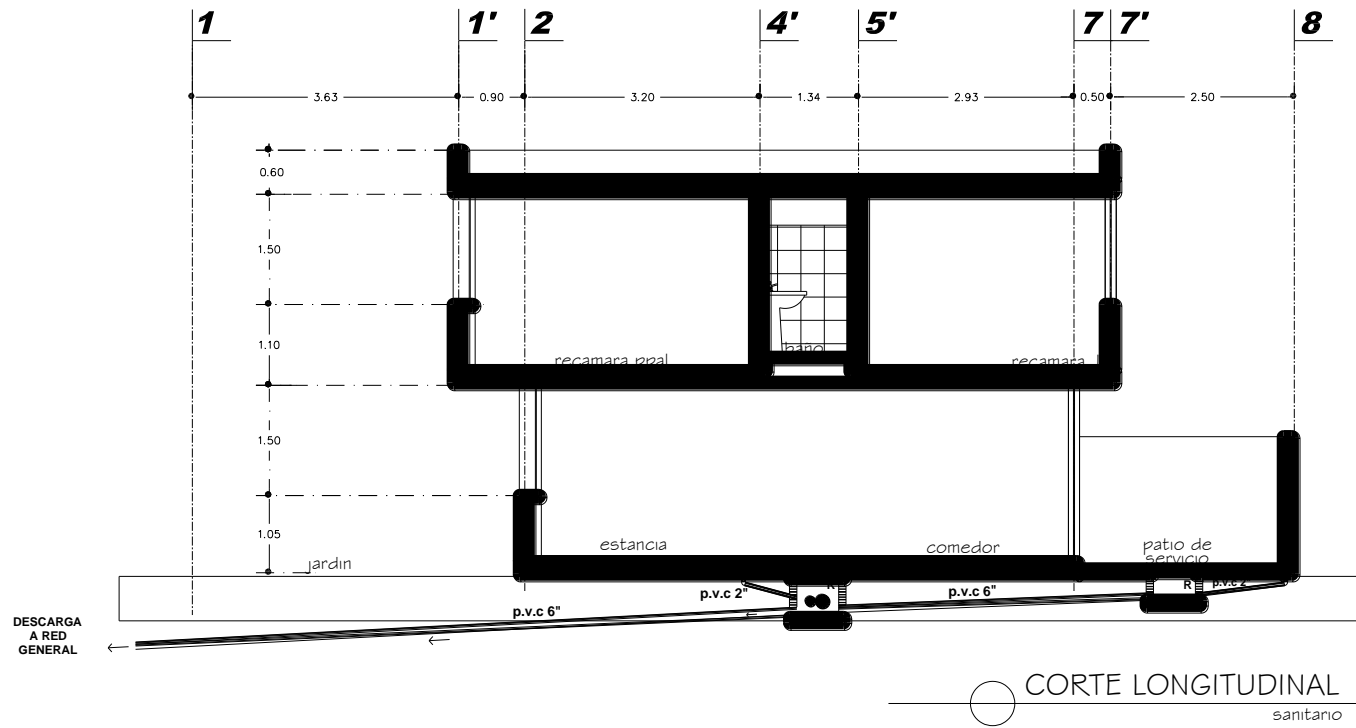 1 1' 2 4' 5' 7 7' 8
3.63 0.90 3.20 1.34 2.93 0.50 2.50
0.60
1.50
1.10
baño
recamara ppal
recamara
1.50
1.05
estancia
comedor
patio de
servicio
jardin
R
R
p.v.c 2"
p.v.c 2"
p.v.c 6"
p.v.c 6"
DESCARGA
A RED
GENERAL
CORTE LONGITUDINAL
sanitario